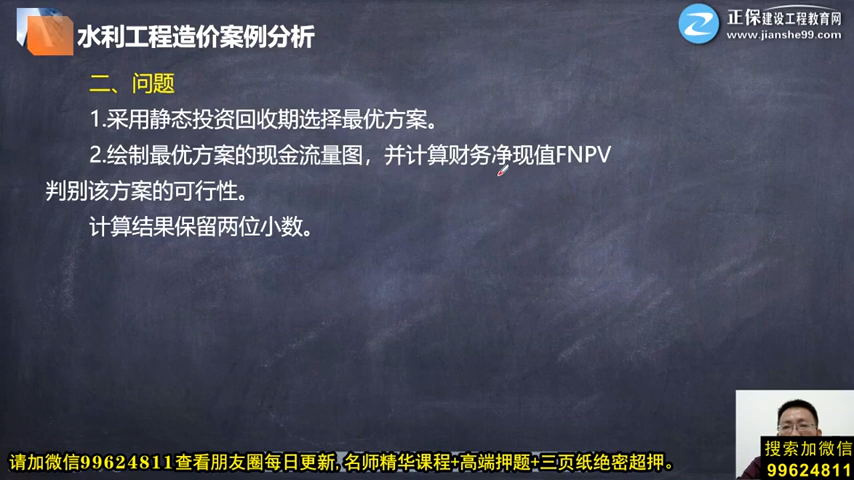 水利工程造价案例分析
正保建设工程教育网
www.jianshe99.com
二、问题
1.采用静态投资回收期选择最优方案。
2.绘制最优方案的现金流量图，并计算财务净现值FNPV
判别该方案的可行性。
计算结果保留两位小数。
搜索加微信
99624811
请加微信99624811查看朋友圈每日更新,名师精华课程+高端押题+三页纸绝密超押。